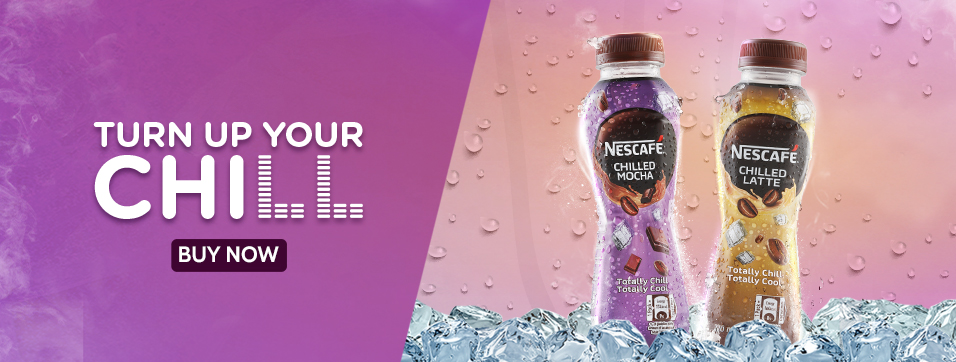 TURN UP YOUR
CHILL
BUY NOW
NESCAFÉ
CHILLED
MOCHA
Totally Chill
Totally Cool
NESCAFÉ
CHILLED
LATTE
Totally Chill
Totally Cool